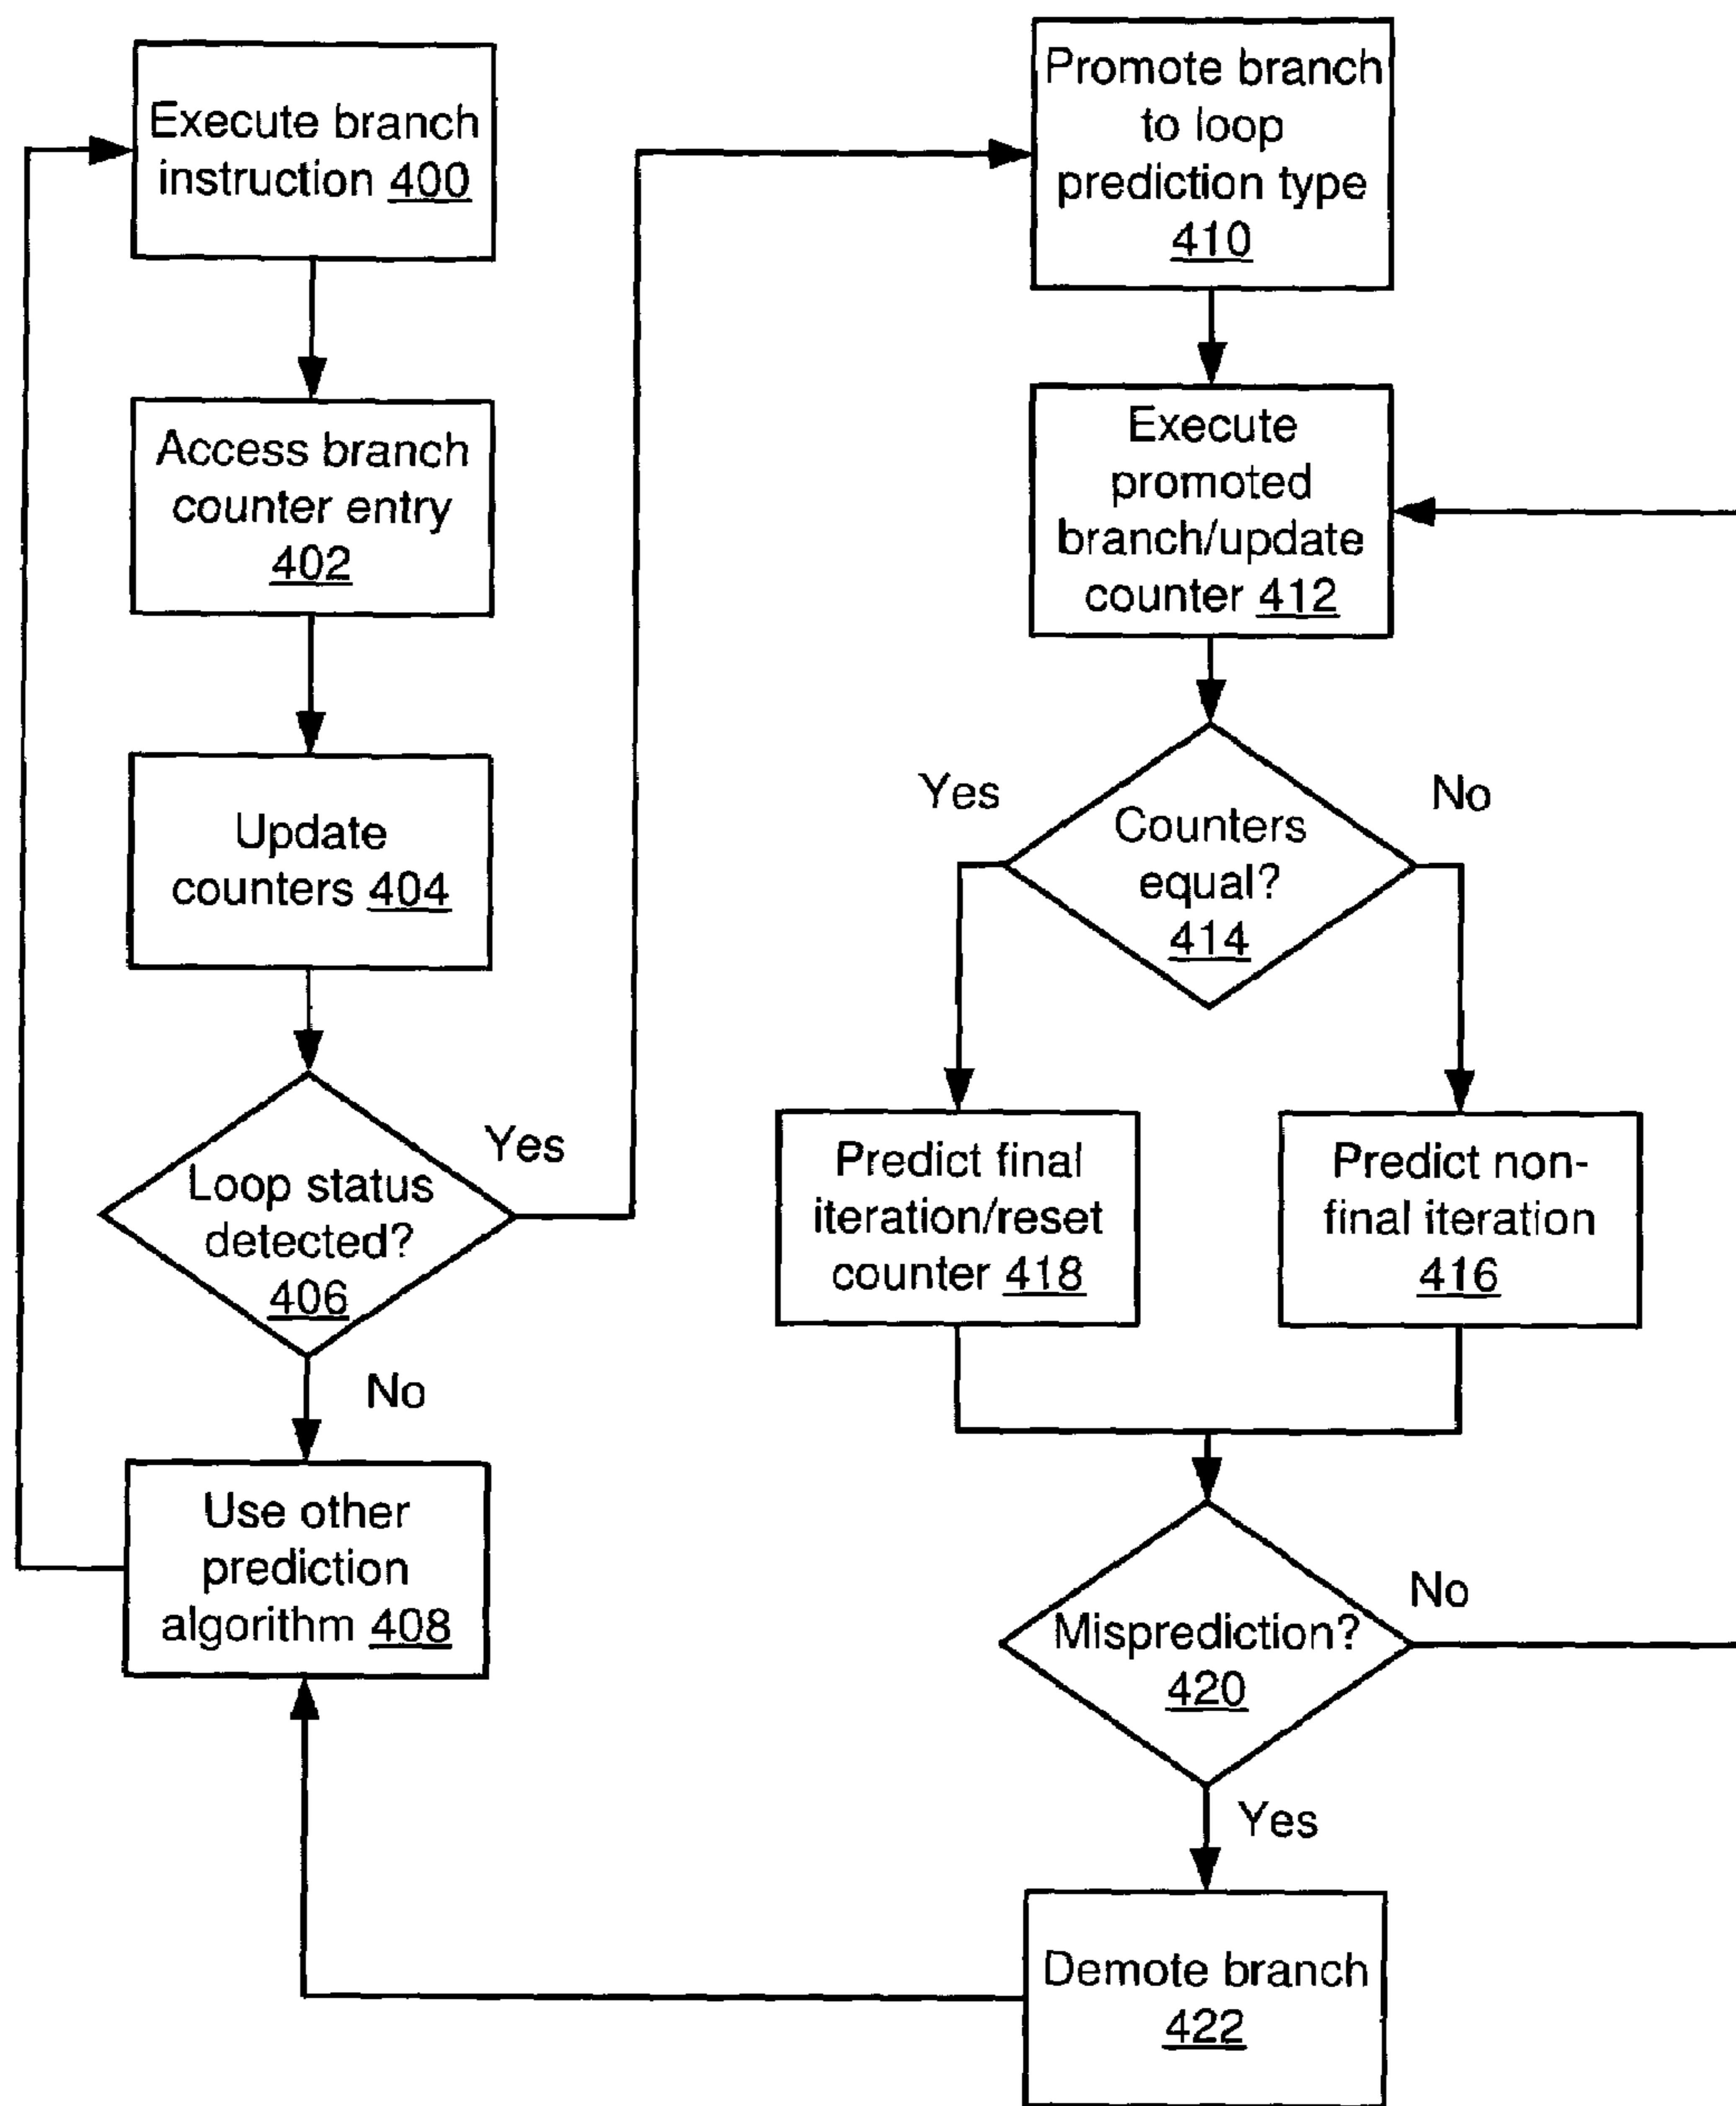 Execute branch
instruction 400
Access branch
counter entry
402
Update
counters 404
Loop status
detected?
406
Yes
No
Use other
prediction
algorithm 408
Promote branch
to loop
prediction type
410
Execute
promoted
branch/update
counter 412
Yes
No
Counters
equal?
414
Predict final
iteration/reset
counter 418
Predict non-
final iteration
416
Misprediction?
420
No
Yes
Demote branch
422